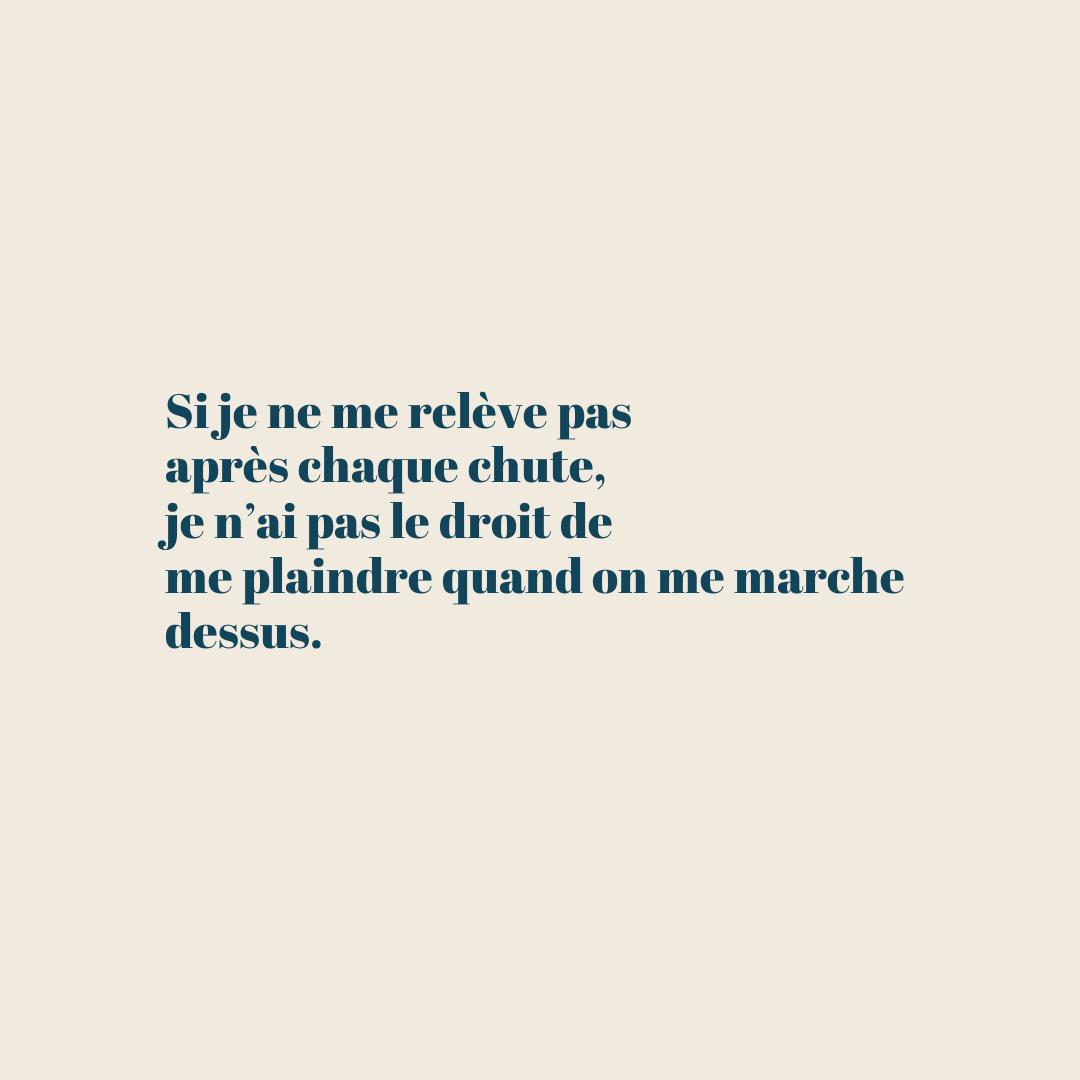 Si je ne me relève pas
après chaque chute,
je n’ai pas le droit de
me plaindre quand on me marche
dessus.